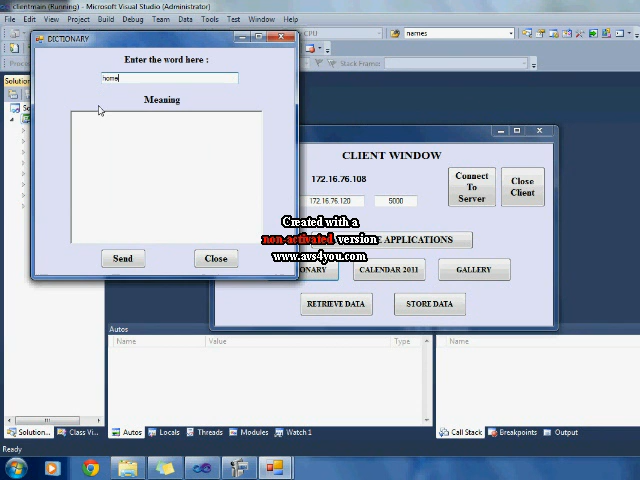 clientmain (Running) - Microsoft Visual Studio (Administrator)
File Edit View Project Build Debug Team Data Tools Test Window Help
CPU
names
Stack Frame:
DICTIONARY
Enter the word here :
home
Meaning
Send
Close
CLIENT WINDOW
172.16.76.108
172.16.76.120
5000
Connect
To
Server
Close
Client
APPLICATIONS
CALENDAR 2011
GALLERY
RETRIEVE DATA
STORE DATA
Created with a
non-activated version
www.avs4you.com
Autos
Name Value Type
Name
Solution... Class Vi...
Autos Locals Threads Modules Watch 1
Call Stack Breakpoints Output
Ready